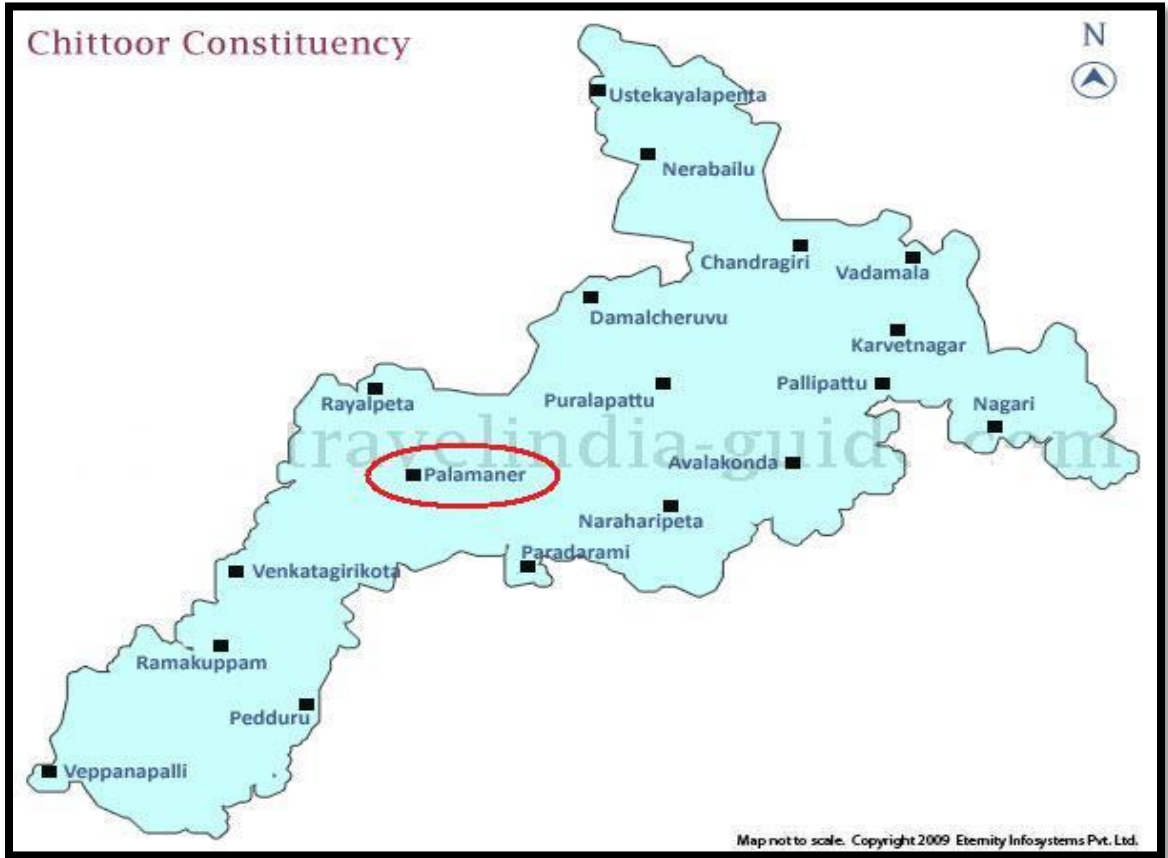 Chittoor Constituency
N
Ustekayalapenta
Nerabailu
Chandragiri
Vadamala
Damalcheruvu
Karvetnagar
Rayalpeta
Puralapattu
Pallipattu
Nagari
travelindia-guide.com
Palamaner
Avalakonda
Naraharipeta
Paradarami
Venkatagirikota
Ramakuppam
Pedduru
Veppanapalli
Map not to scale. Copyright 2009 Eternity Infosystems Pvt. Ltd.